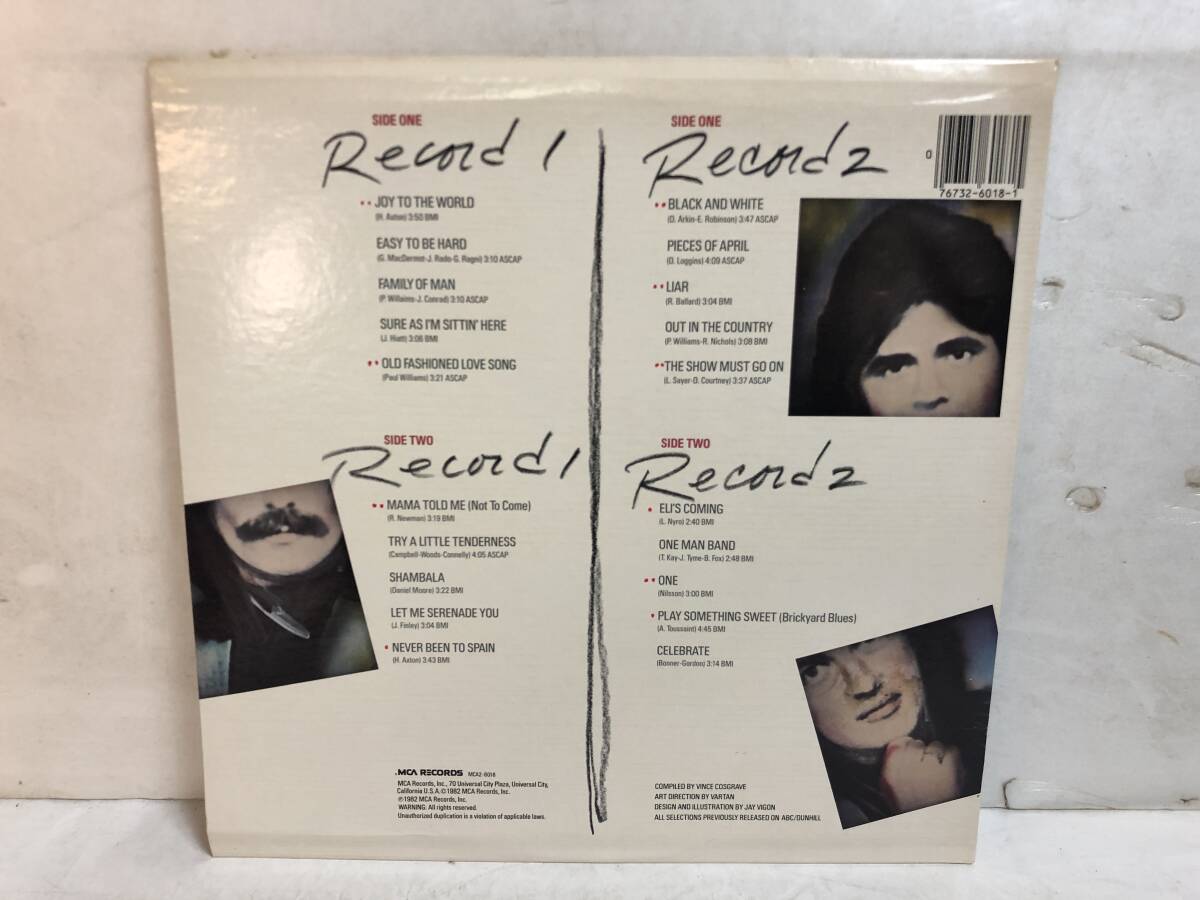 SIDE ONE
Record 1
•• JOY TO THE WORLD
(H. Axton) 3:50 BMI
EASY TO BE HARD
(G. MacDermot-J. Rado-G. Ragni) 3:10 ASCAP
FAMILY OF MAN
(P. Willaims-J. Conrad) 3:10 ASCAP
SURE AS I'M SITTIN' HERE
(J. Hiatt) 3:06 BMI
•• OLD FASHIONED LOVE SONG
(Paul Williams) 3:21 ASCAP
SIDE TWO
Record 1
•• MAMA TOLD ME (Not To Come)
(R. Newman) 3:19 BMI
TRY A LITTLE TENDERNESS
(Campbell-Woods-Connelly) 4:05 ASCAP
SHAMBALA
(Daniel Moore) 3:22 BMI
LET ME SERENADE YOU
(J. Finley) 3:04 BMI
• NEVER BEEN TO SPAIN
(H. Axton) 3:43 BMI
MCA RECORDS MCA2-6018
MCA Records, Inc., 70 Universal City Plaza, Universal City,
California U.S.A. © 1982 MCA Records, Inc.
℗ 1982 MCA Records, Inc.
WARNING: All rights reserved.
Unauthorized duplication is a violation of applicable laws.
SIDE ONE
Record 2
•• BLACK AND WHITE
(D. Arkin-E. Robinson) 3:47 ASCAP
PIECES OF APRIL
(D. Loggins) 4:09 ASCAP
•• LIAR
(R. Ballard) 3:04 BMI
OUT IN THE COUNTRY
(P. Williams-R. Nichols) 3:08 BMI
•• THE SHOW MUST GO ON
(L. Sayer-D. Courtney) 3:37 ASCAP
0 76732-6018-1
SIDE TWO
Record 2
• ELI'S COMING
(L. Nyro) 2:40 BMI
ONE MAN BAND
(T. Kay-J. Tyme-B. Fox) 2:48 BMI
•• ONE
(Nilsson) 3:00 BMI
• PLAY SOMETHING SWEET (Brickyard Blues)
(A. Toussaint) 4:45 BMI
CELEBRATE
(Bonner-Gordon) 3:14 BMI
COMPILED BY VINCE COSGRAVE
ART DIRECTION BY VARTAN
DESIGN AND ILLUSTRATION BY JAY VIGON
ALL SELECTIONS PREVIOUSLY RELEASED ON ABC/DUNHILL